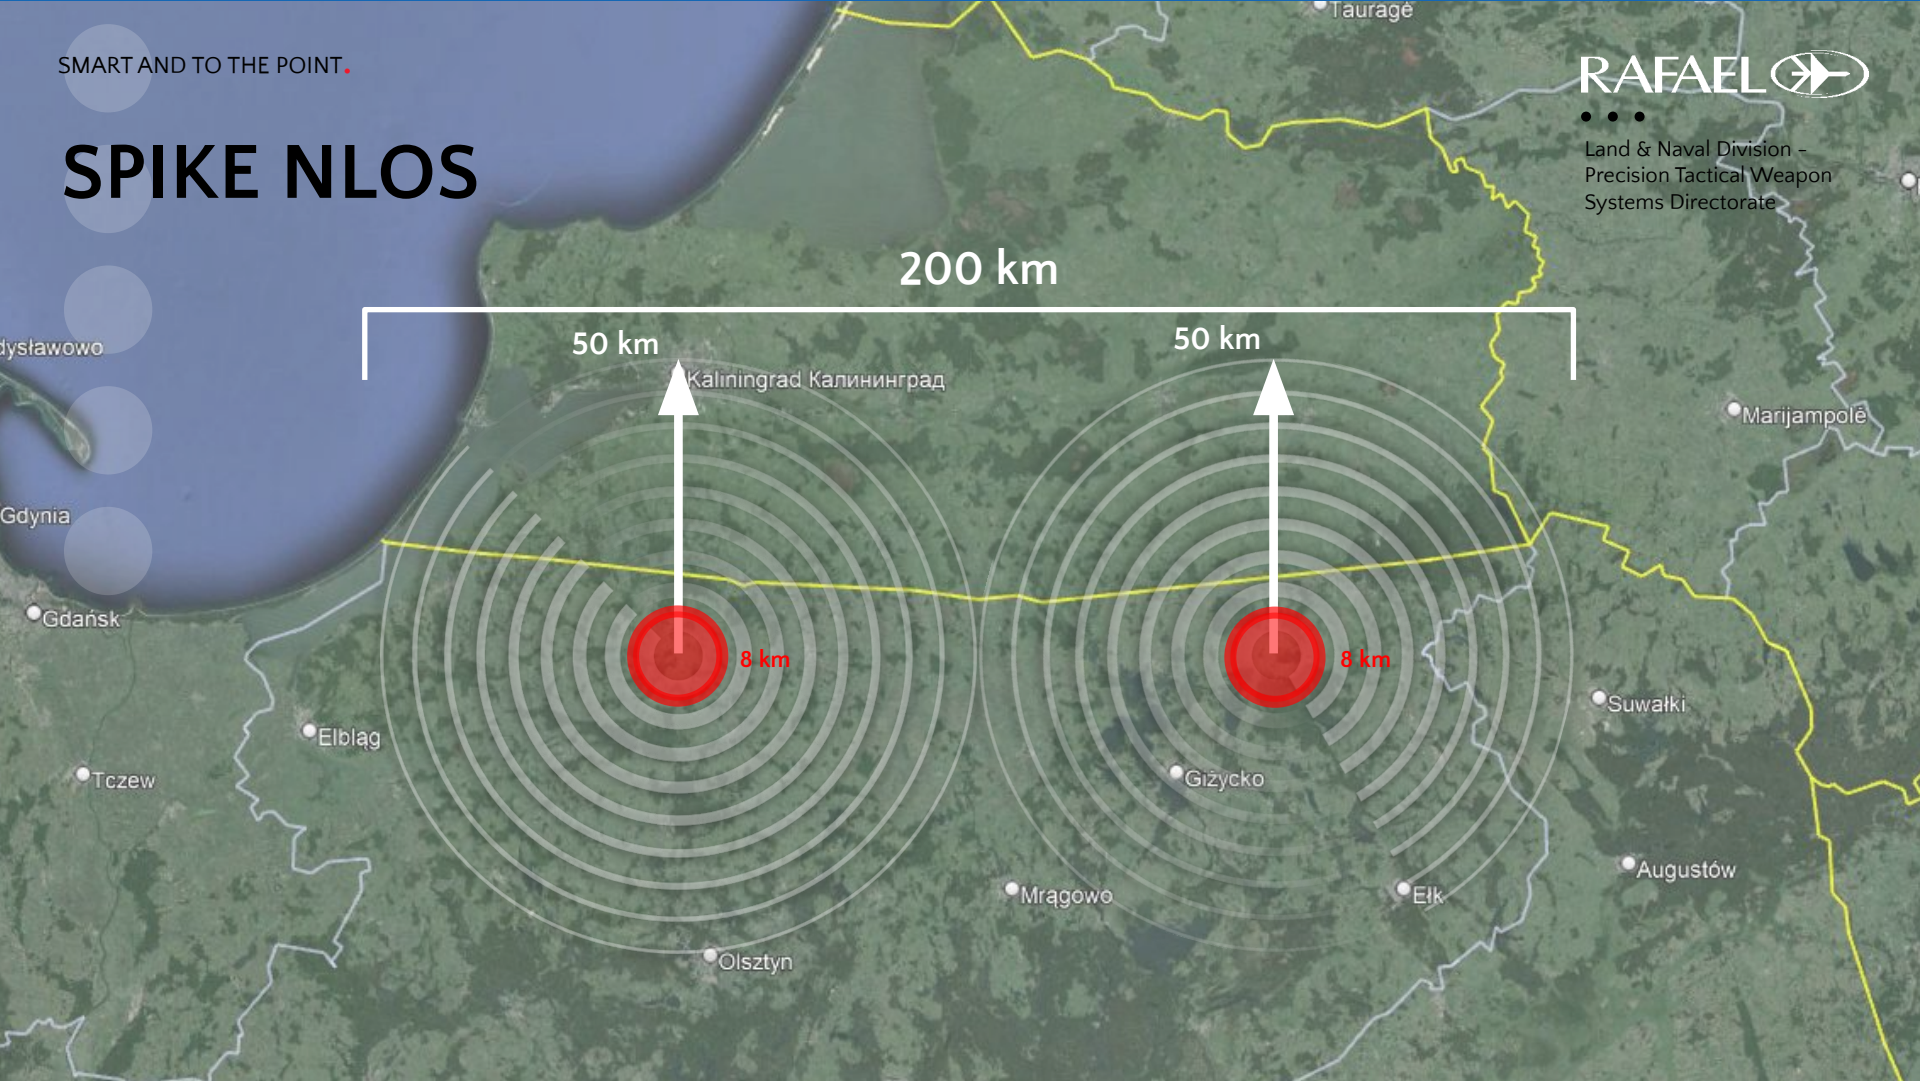 Tauragė
SMART AND TO THE POINT.
RAFAEL
SPIKE NLOS
Land & Naval Division –
Precision Tactical Weapon
Systems Directorate
200 km
50 km
50 km
dysławowo
Kaliningrad Калининград
Marijampolė
Gdynia
Gdańsk
8 km
8 km
Suwałki
Elbląg
Tczew
Giżycko
Augustów
Mrągowo
Ełk
Olsztyn